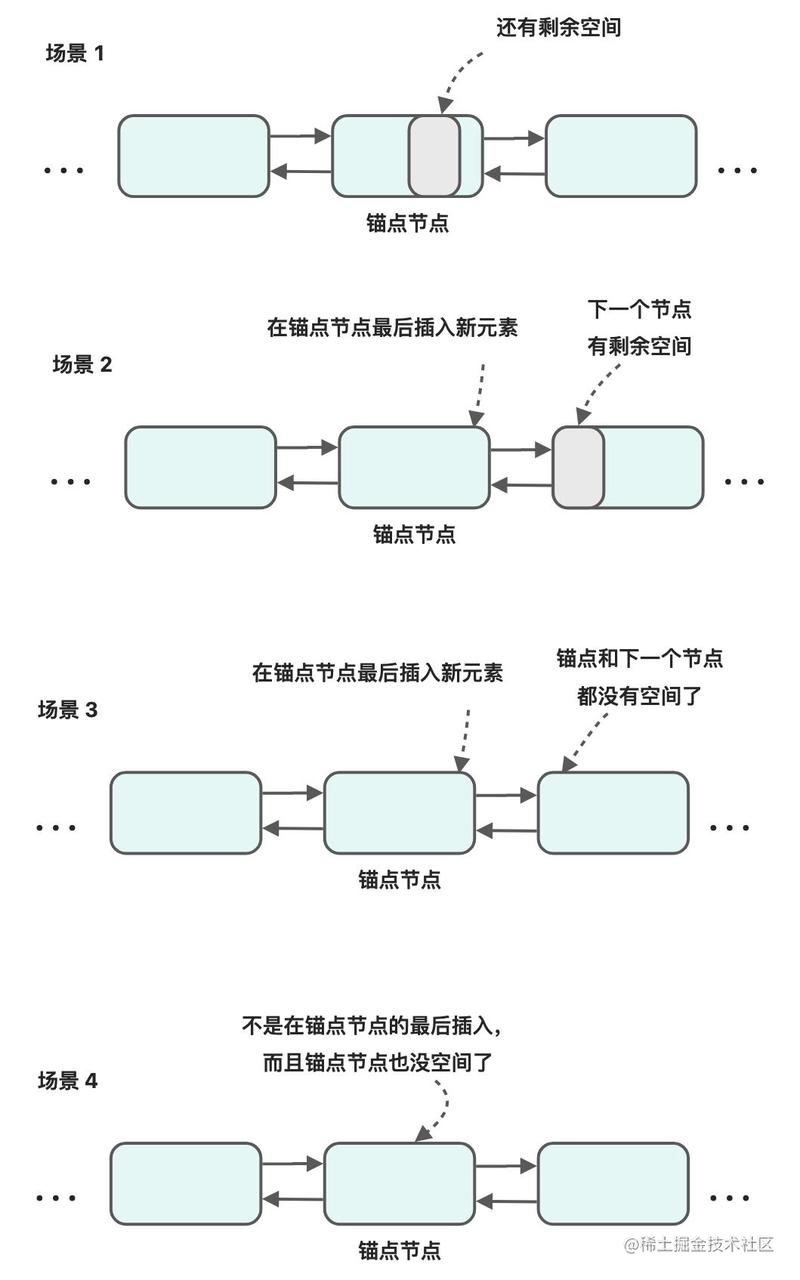 还有剩余空间
场景 1
锚点节点
下一个节点
有剩余空间
在锚点节点最后插入新元素
场景 2
锚点节点
锚点和下一个节点
都没有空间了
在锚点节点最后插入新元素
场景 3
锚点节点
不是在锚点节点的最后插入，
而且锚点节点也没空间了
场景 4
锚点节点
@稀土掘金技术社区